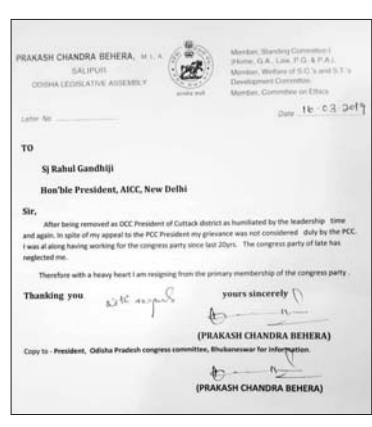 PRAKASH CHANDRA BEHERA, M L A
SALIPUR
ODISHA LEGISLATIVE ASSEMBLY
Member, Standing Committee-I
(Home, G.A., Law, P.G. & P.A.)
Member, Welfare of S.C.'s and S.T.'s
Development Committee.
Member, Committee on Ethics
Letter No
Date 16-03-2019
TO
Sj Rahul Gandhiji
Hon'ble President, AICC, New Delhi
Sir,
After being removed as DCC President of Cuttack district as humiliated by the leadership time
and again. In spite of my appeal to the PCC President my grievance was not considered duly by the PCC.
I was al along having working for the congress party since last 20yrs. The congress party of late has
neglected me.
Therefore with a heavy heart I am resigning from the primary membership of the congress party .
Thanking you
with regards
yours sincerely
(PRAKASH CHANDRA BEHERA)
Copy to - President, Odisha Pradesh congress committee, Bhubaneswar for information.
(PRAKASH CHANDRA BEHERA)